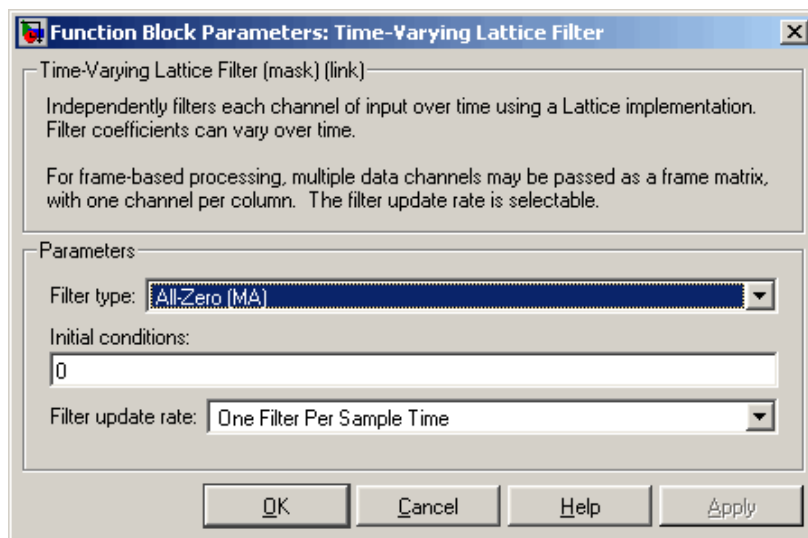 Function Block Parameters: Time-Varying Lattice Filter
Time-Varying Lattice Filter (mask) (link)
Independently filters each channel of input over time using a Lattice implementation.
Filter coefficients can vary over time.
For frame-based processing, multiple data channels may be passed as a frame matrix,
with one channel per column.  The filter update rate is selectable.
Parameters
Filter type: All-Zero (MA)
Initial conditions:
0
Filter update rate: One Filter Per Sample Time
OK Cancel Help Apply